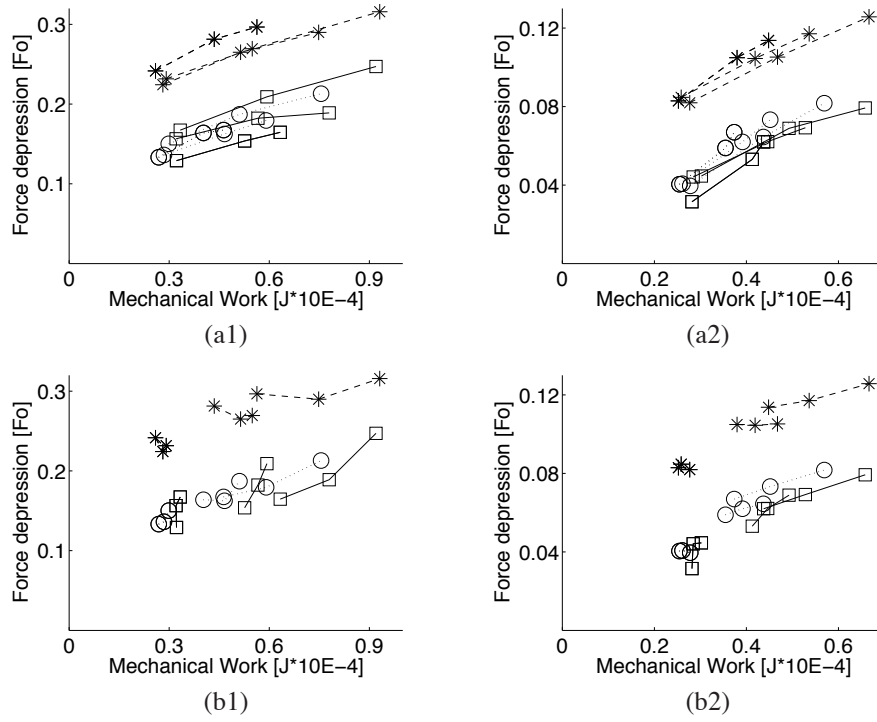 0.3
0.2
0.1
Force depression [Fo]
0
0.3
0.6
0.9
Mechanical Work [J*10E−4]
(a1)
0.12
0.08
0.04
Force depression [Fo]
0
0.2
0.4
0.6
Mechanical Work [J*10E−4]
(a2)
0.3
0.2
0.1
Force depression [Fo]
0
0.3
0.6
0.9
Mechanical Work [J*10E−4]
(b1)
0.12
0.08
0.04
Force depression [Fo]
0
0.2
0.4
0.6
Mechanical Work [J*10E−4]
(b2)